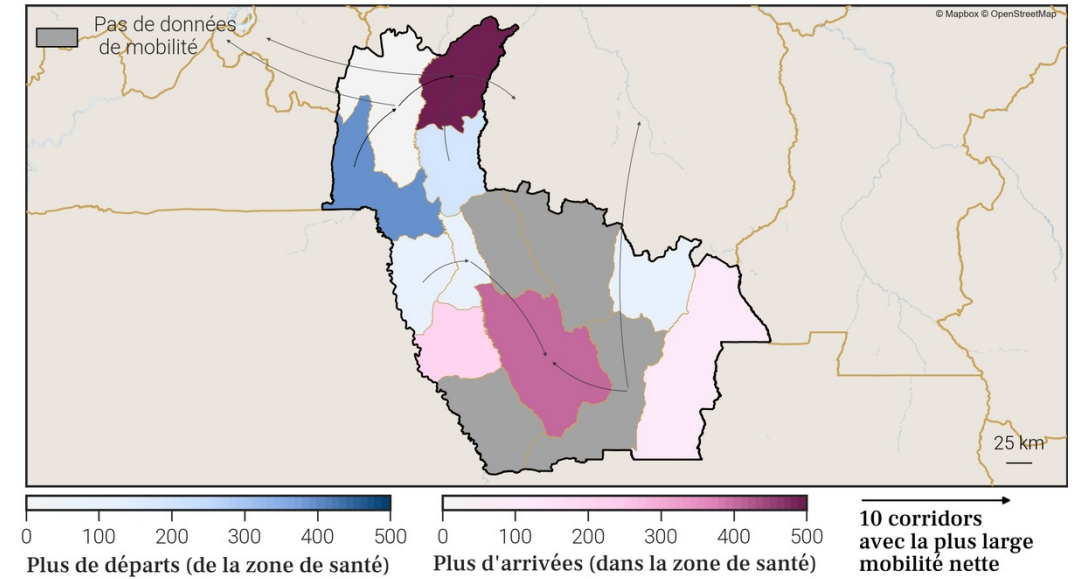 © Mapbox © OpenStreetMap
Pas de données
de mobilité
25 km
0 100 200 300 400 500
Plus de départs (de la zone de santé)
0 100 200 300 400 500
Plus d'arrivées (dans la zone de santé)
10 corridors
avec la plus large
mobilité nette